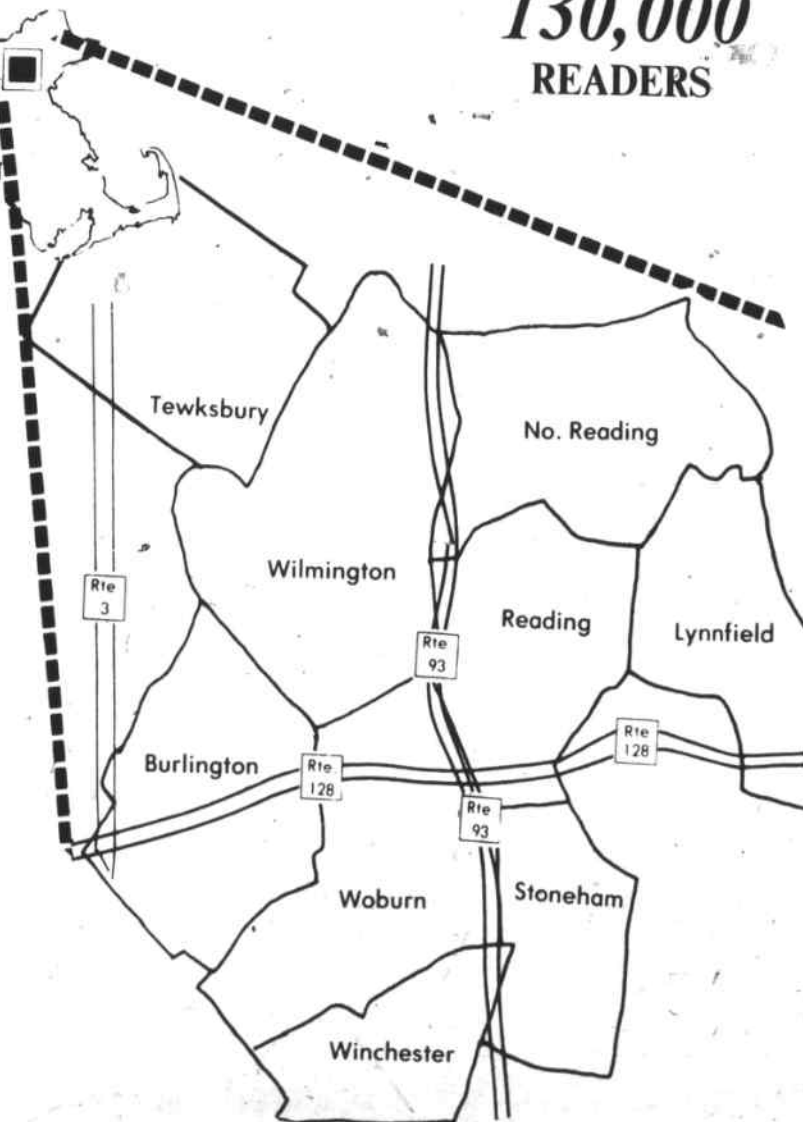 130,000
READERS
Tewksbury
No. Reading
Wilmington
Rte
3
Reading
Lynnfield
Rte
93
Burlington
Rte
128
Rte
128
Rte
93
Woburn
Stoneham
Winchester